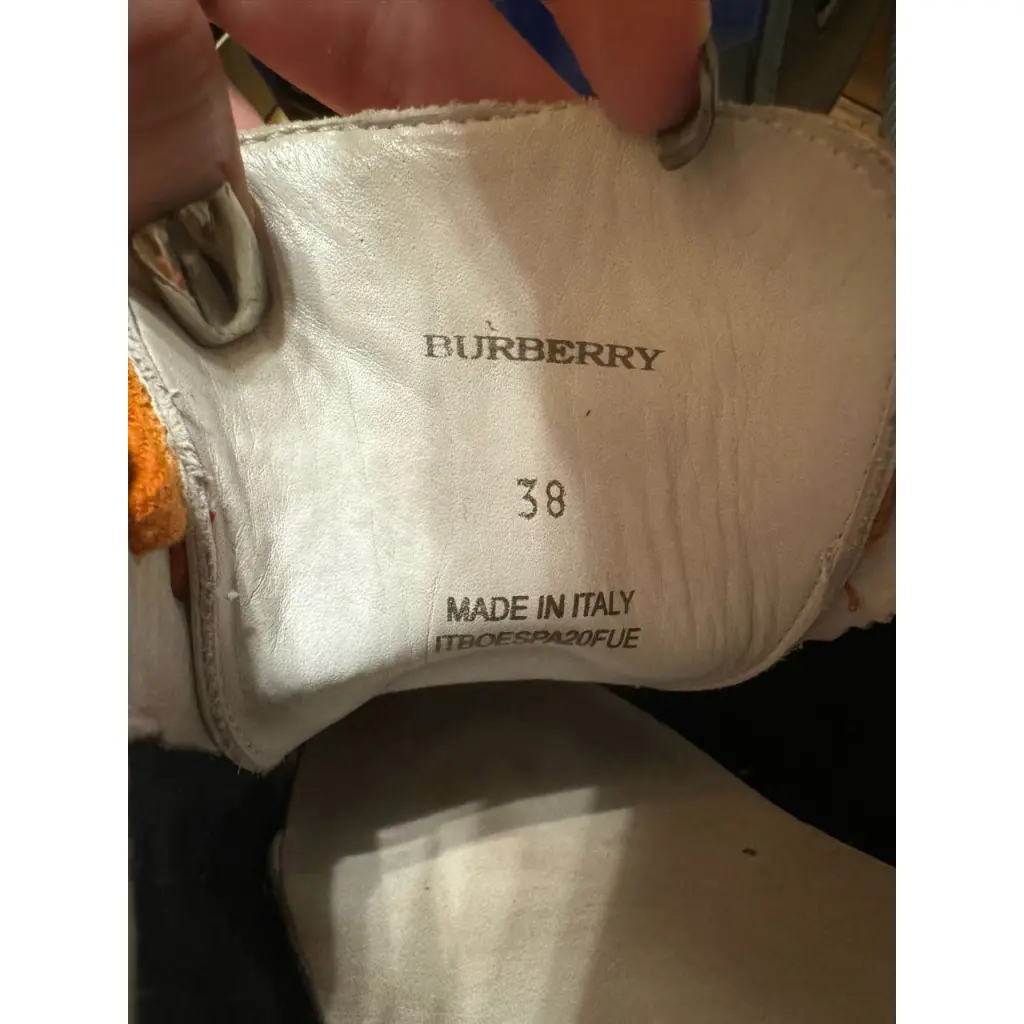 BURBERRY
38
MADE IN ITALY
ITBOESPA20FUE